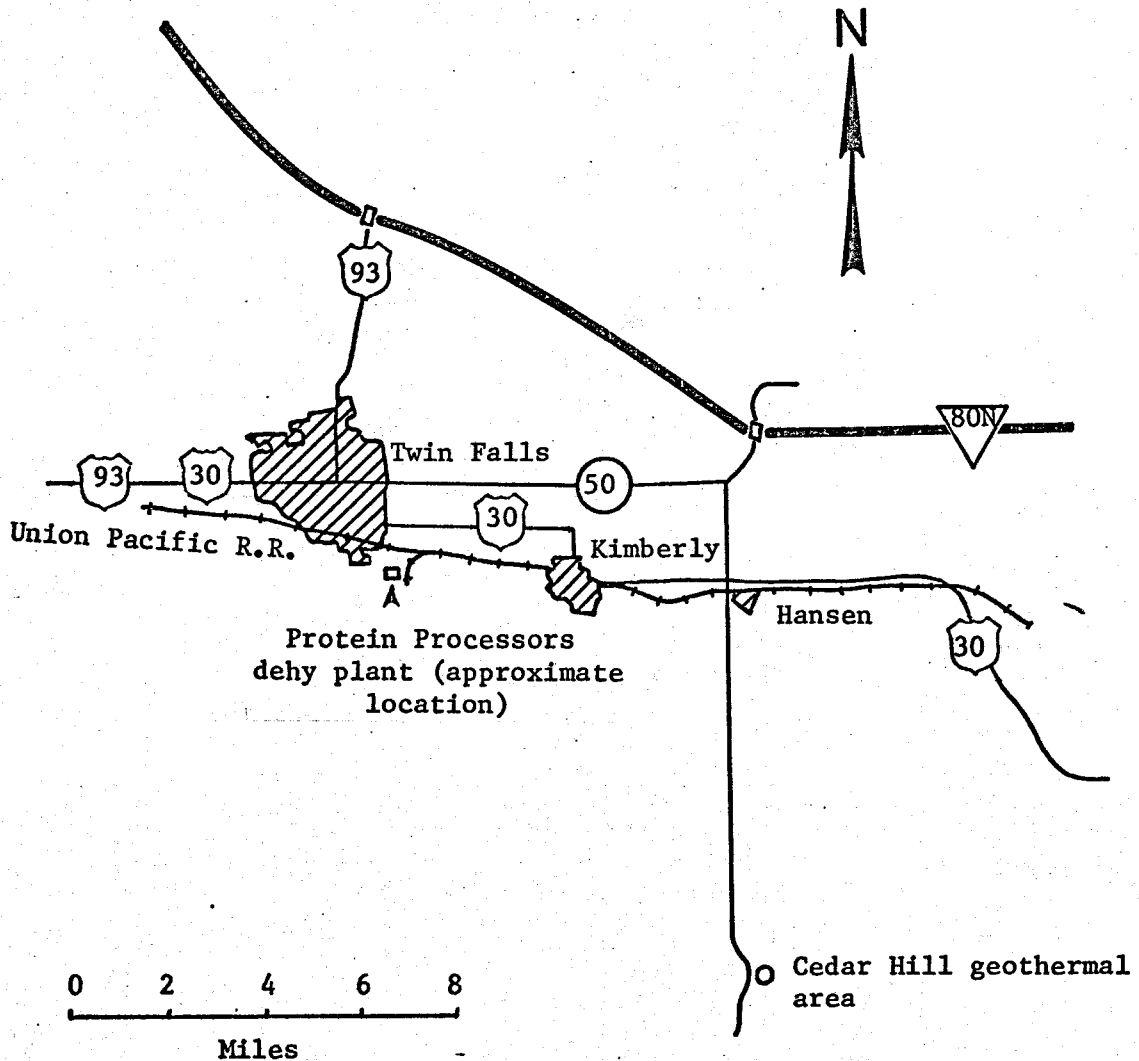 N
93
80N
Twin Falls
93
30
50
30
Union Pacific R.R.
Kimberly
Hansen
Protein Processors
dehy plant (approximate
location)
30
Cedar Hill geothermal
area
0 2 4 6 8
Miles